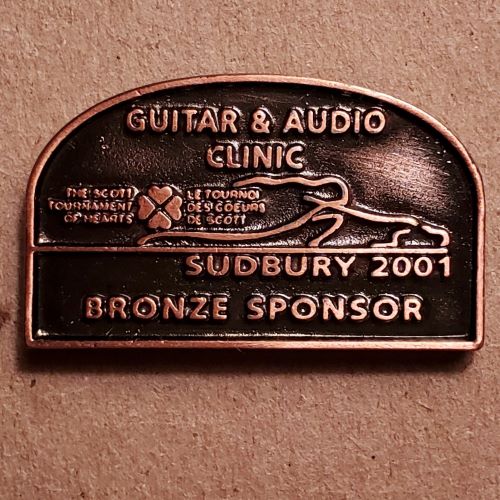 GUITAR & AUDIO
CLINIC
THE SCOTT
TOURNAMENT
OF HEARTS
LE TOURNOI
DES COEURS
DE SCOTT
SUDBURY 2001
BRONZE SPONSOR